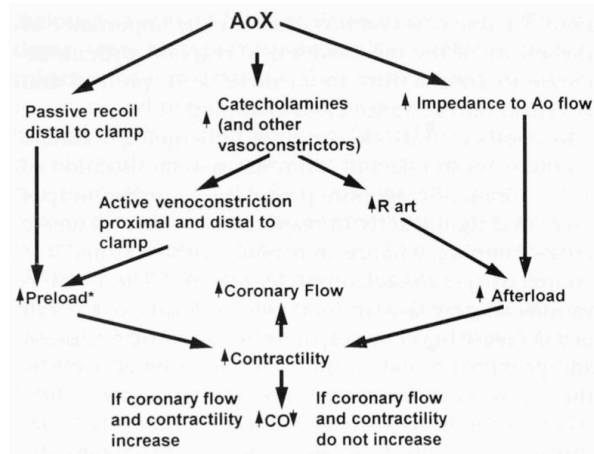 AoX
Passive recoil
distal to clamp
Catecholamines
↑ (and other
vasoconstrictors)
↑ Impedance to Ao flow
Active venoconstriction
proximal and distal to
clamp
↑R art
↑Preload*
↑Coronary Flow
↑ Afterload
↑Contractility
If coronary flow
and contractility
increase
↑CO↓
If coronary flow
and contractility
do not increase